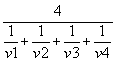 4
1/v1 + 1/v2 + 1/v3 + 1/v4